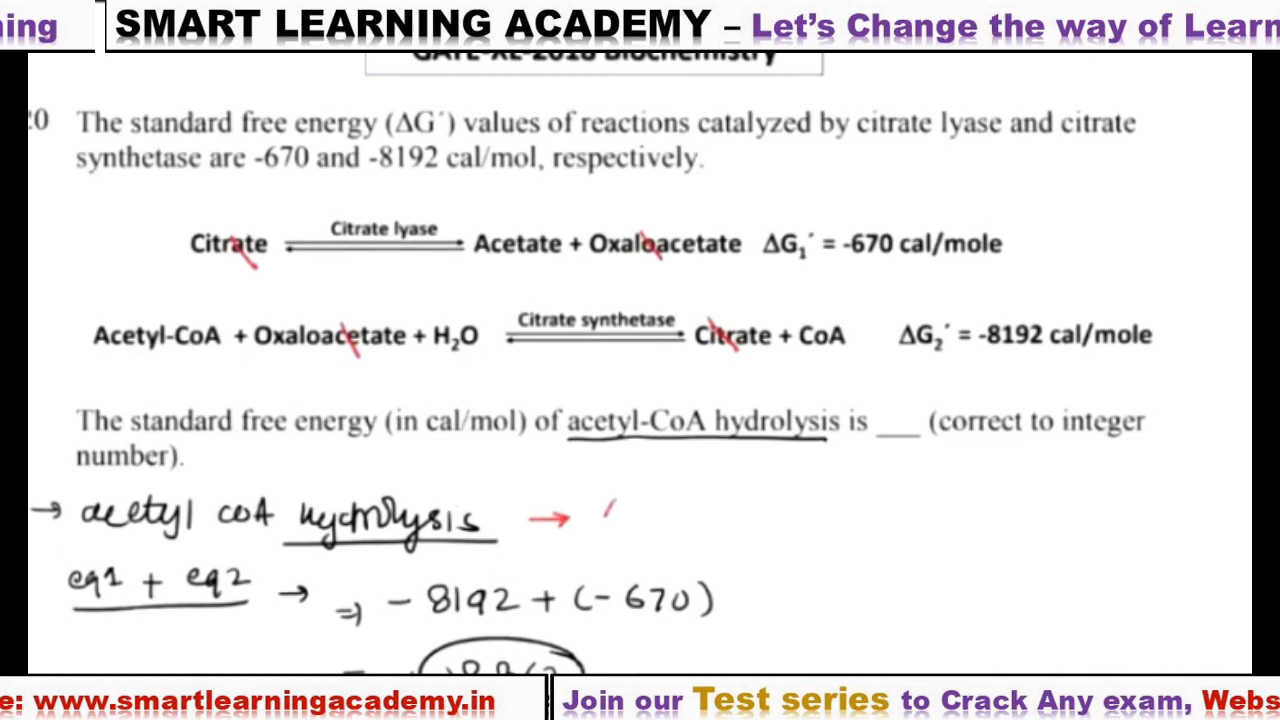 ning SMART LEARNING ACADEMY – Let's Change the way of Learn
GATE-XL-2018 Biochemistry
20 The standard free energy (ΔG´) values of reactions catalyzed by citrate lyase and citrate
synthetase are -670 and -8192 cal/mol, respectively.
Citrate lyase
Citrate Acetate + Oxaloacetate ΔG₁´ = -670 cal/mole
Citrate synthetase
Acetyl-CoA + Oxaloacetate + H₂O Citrate + CoA ΔG₂´ = -8192 cal/mole
The standard free energy (in cal/mol) of acetyl-CoA hydrolysis is ___ (correct to integer
number).
→ acetyl coA hydrolysis →
eq1 + eq2 → ⇒ - 8192 + (- 670)
e: www.smartlearningacademy.in Join our Test series to Crack Any exam, Webs